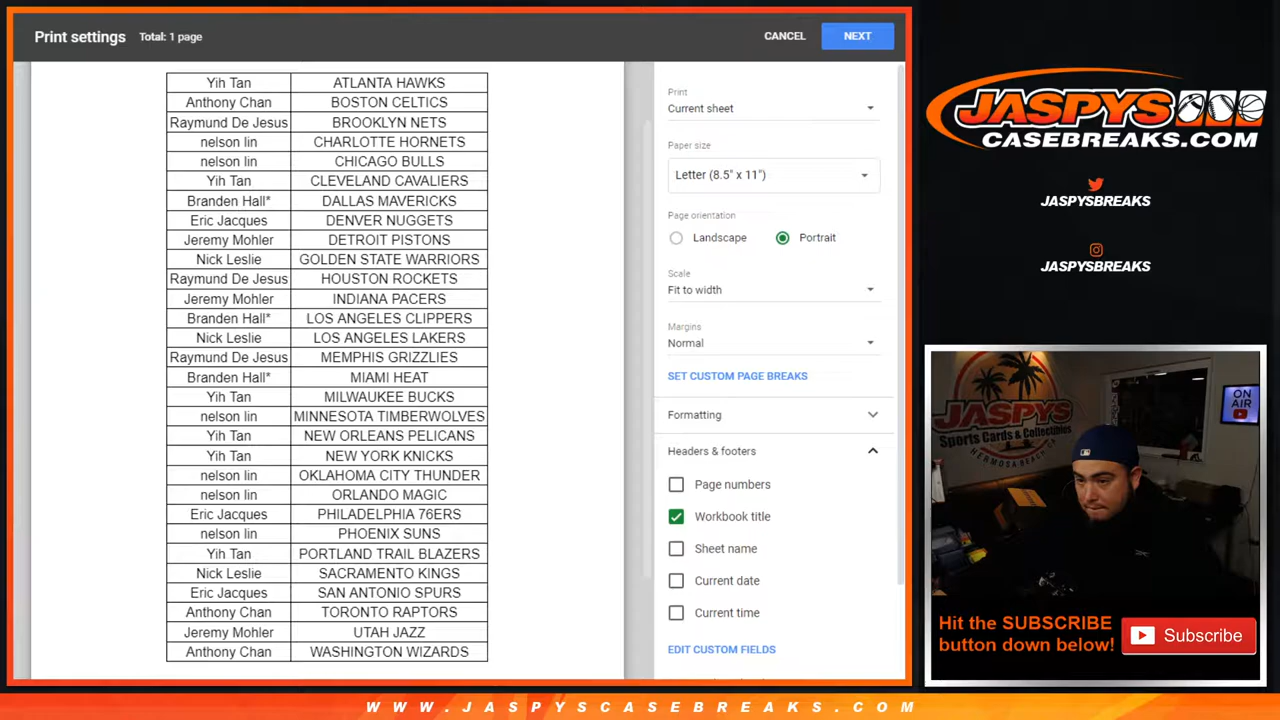 Print settings Total: 1 page CANCEL NEXT
Yih Tan ATLANTA HAWKS
Anthony Chan BOSTON CELTICS
Raymund De Jesus BROOKLYN NETS
nelson lin CHARLOTTE HORNETS
nelson lin CHICAGO BULLS
Yih Tan CLEVELAND CAVALIERS
Branden Hall* DALLAS MAVERICKS
Eric Jacques DENVER NUGGETS
Jeremy Mohler DETROIT PISTONS
Nick Leslie GOLDEN STATE WARRIORS
Raymund De Jesus HOUSTON ROCKETS
Jeremy Mohler INDIANA PACERS
Branden Hall* LOS ANGELES CLIPPERS
Nick Leslie LOS ANGELES LAKERS
Raymund De Jesus MEMPHIS GRIZZLIES
Branden Hall* MIAMI HEAT
Yih Tan MILWAUKEE BUCKS
nelson lin MINNESOTA TIMBERWOLVES
Yih Tan NEW ORLEANS PELICANS
Yih Tan NEW YORK KNICKS
nelson lin OKLAHOMA CITY THUNDER
nelson lin ORLANDO MAGIC
Eric Jacques PHILADELPHIA 76ERS
nelson lin PHOENIX SUNS
Yih Tan PORTLAND TRAIL BLAZERS
Nick Leslie SACRAMENTO KINGS
Eric Jacques SAN ANTONIO SPURS
Anthony Chan TORONTO RAPTORS
Jeremy Mohler UTAH JAZZ
Anthony Chan WASHINGTON WIZARDS
Print
Current sheet
Paper size
Letter (8.5" x 11")
Page orientation
Landscape Portrait
Scale
Fit to width
Margins
Normal
SET CUSTOM PAGE BREAKS
Formatting
Headers & footers
Page numbers
Workbook title
Sheet name
Current date
Current time
EDIT CUSTOM FIELDS
JASPYS
CASEBREAKS.COM
JASPYSBREAKS
JASPYSBREAKS
JASPYS
Sports Cards & Collectibles
HERMOSA BEACH
ON
AIR
Hit the SUBSCRIBE
button down below!
Subscribe
WWW.JASPYSCASEBREAKS.COM